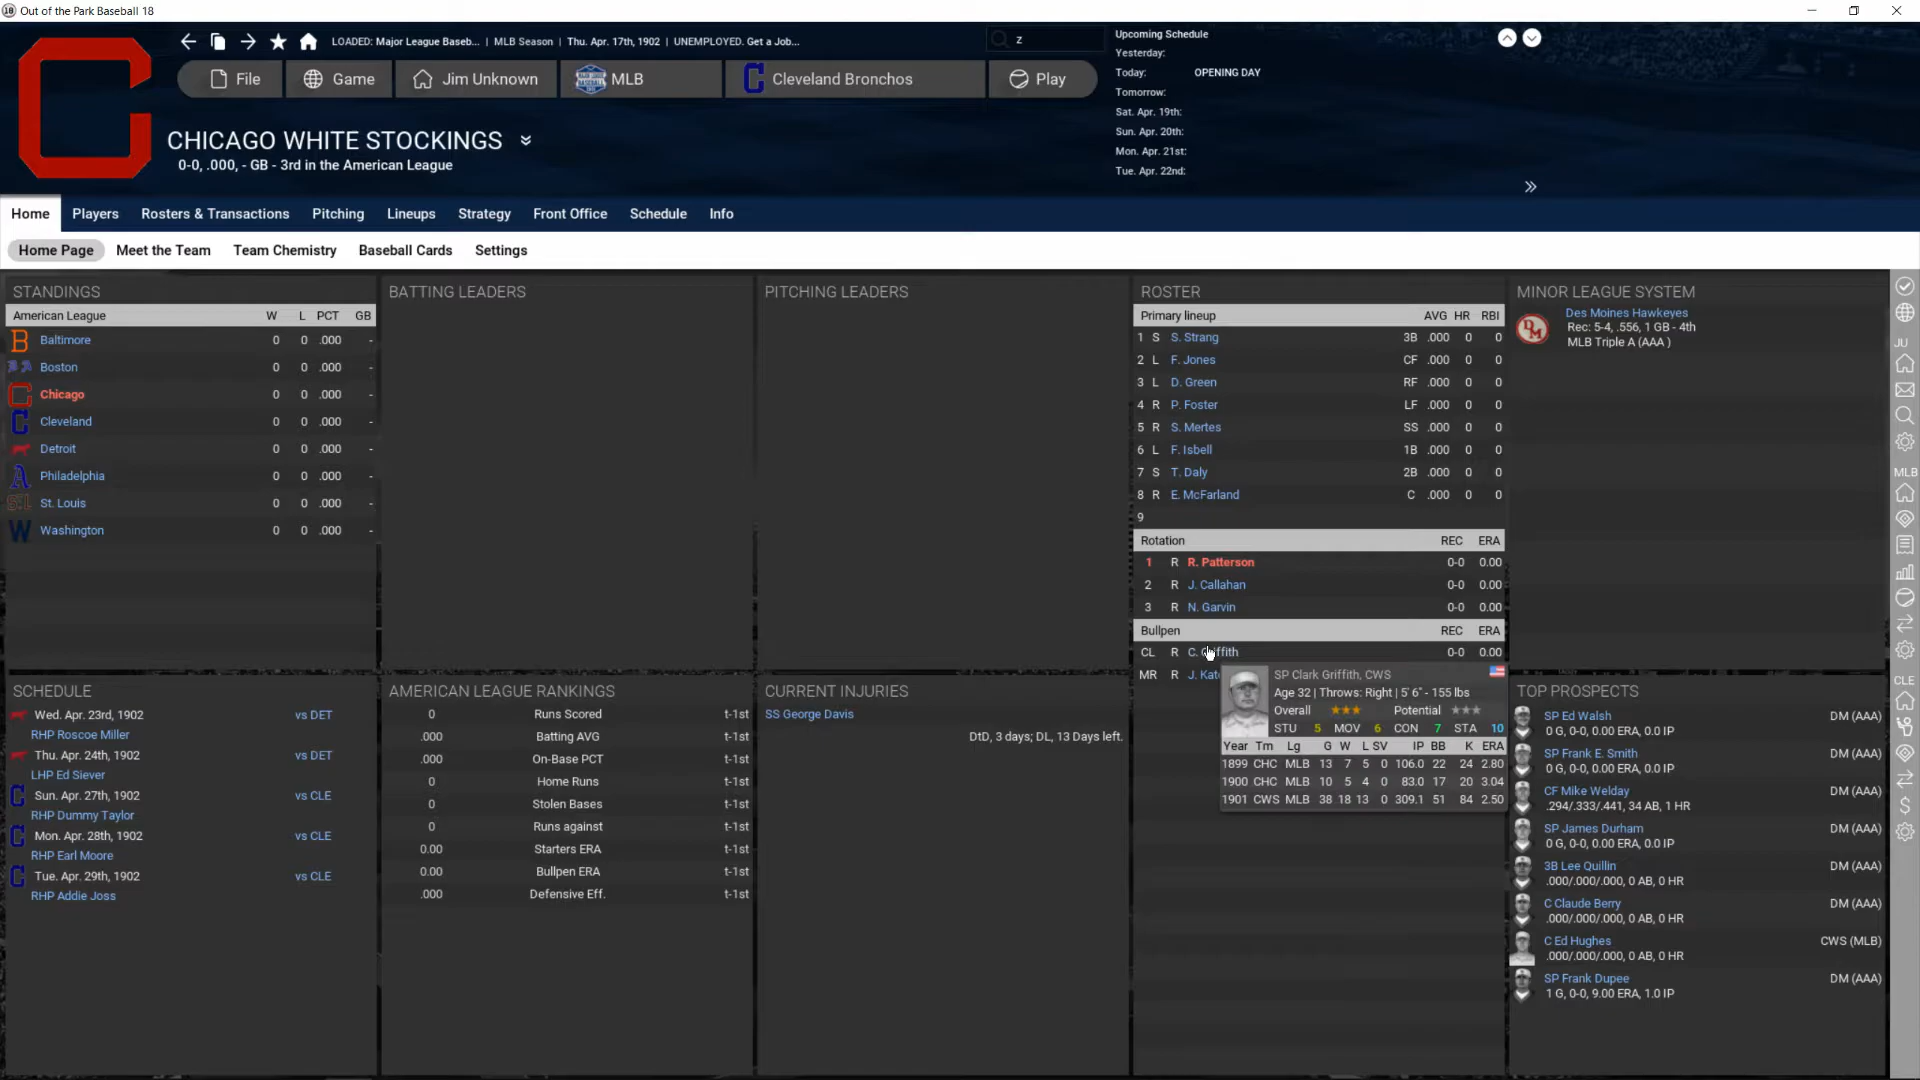 Out of the Park Baseball 18
LOADED: Major League Baseb... | MLB Season | Thu. Apr. 17th, 1902 | UNEMPLOYED. Get a Job...
z
File
Game
Jim Unknown
MLB
Cleveland Bronchos
Play
Upcoming Schedule
Yesterday:
Today: OPENING DAY
Tomorrow:
Sat. Apr. 19th:
Sun. Apr. 20th:
Mon. Apr. 21st:
Tue. Apr. 22nd:
CHICAGO WHITE STOCKINGS
0-0, .000, - GB - 3rd in the American League
Home Players Rosters & Transactions Pitching Lineups Strategy Front Office Schedule Info
Home Page Meet the Team Team Chemistry Baseball Cards Settings
STANDINGS
American League W L PCT GB
Baltimore 0 0 .000 -
Boston 0 0 .000 -
Chicago 0 0 .000 -
Cleveland 0 0 .000 -
Detroit 0 0 .000 -
Philadelphia 0 0 .000 -
St. Louis 0 0 .000 -
Washington 0 0 .000 -
BATTING LEADERS
PITCHING LEADERS
ROSTER
Primary lineup AVG HR RBI
1 S S. Strang 3B .000 0 0
2 L F. Jones CF .000 0 0
3 L D. Green RF .000 0 0
4 R P. Foster LF .000 0 0
5 R S. Mertes SS .000 0 0
6 L F. Isbell 1B .000 0 0
7 S T. Daly 2B .000 0 0
8 R E. McFarland C .000 0 0
9
Rotation REC ERA
1 R R. Patterson 0-0 0.00
2 R J. Callahan 0-0 0.00
3 R N. Garvin 0-0 0.00
Bullpen REC ERA
CL R C. Griffith 0-0 0.00
MR R J. Kato
SP Clark Griffith, CWS
Age 32 | Throws: Right | 5' 6" - 155 lbs
Overall Potential
STU 5 MOV 6 CON 7 STA 10
Year Tm Lg G W L SV IP BB K ERA
1899 CHC MLB 13 7 5 0 106.0 22 24 2.80
1900 CHC MLB 10 5 4 0 83.0 17 20 3.04
1901 CWS MLB 38 18 13 0 309.1 51 84 2.50
MINOR LEAGUE SYSTEM
Des Moines Hawkeyes
Rec: 5-4, .556, 1 GB - 4th
MLB Triple A (AAA )
SCHEDULE
Wed. Apr. 23rd, 1902 vs DET
RHP Roscoe Miller
Thu. Apr. 24th, 1902 vs DET
LHP Ed Siever
Sun. Apr. 27th, 1902 vs CLE
RHP Dummy Taylor
Mon. Apr. 28th, 1902 vs CLE
RHP Earl Moore
Tue. Apr. 29th, 1902 vs CLE
RHP Addie Joss
AMERICAN LEAGUE RANKINGS
0 Runs Scored t-1st
.000 Batting AVG t-1st
.000 On-Base PCT t-1st
0 Home Runs t-1st
0 Stolen Bases t-1st
0 Runs against t-1st
0.00 Starters ERA t-1st
0.00 Bullpen ERA t-1st
.000 Defensive Eff. t-1st
CURRENT INJURIES
SS George Davis
DtD, 3 days; DL, 13 Days left.
TOP PROSPECTS
SP Ed Walsh DM (AAA)
0 G, 0-0, 0.00 ERA, 0.0 IP
SP Frank E. Smith DM (AAA)
0 G, 0-0, 0.00 ERA, 0.0 IP
CF Mike Welday DM (AAA)
.294/.333/.441, 34 AB, 1 HR
SP James Durham DM (AAA)
0 G, 0-0, 0.00 ERA, 0.0 IP
3B Lee Quillin DM (AAA)
.000/.000/.000, 0 AB, 0 HR
C Claude Berry DM (AAA)
.000/.000/.000, 0 AB, 0 HR
C Ed Hughes CWS (MLB)
.000/.000/.000, 0 AB, 0 HR
SP Frank Dupee DM (AAA)
1 G, 0-0, 9.00 ERA, 1.0 IP
JU
MLB
CLE